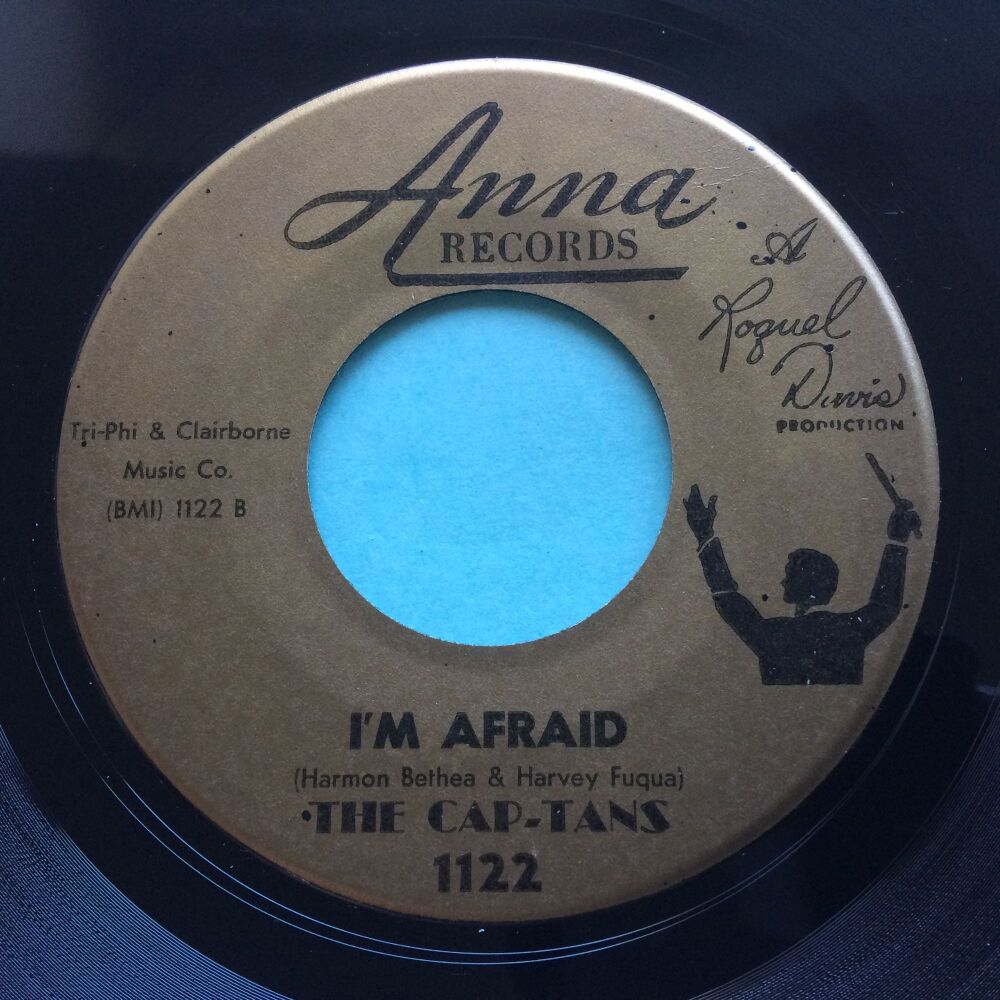 Anna
RECORDS
A
Roquel
Davis
PRODUCTION
Tri-Phi & Clairborne
Music Co.
(BMI) 1122 B
I'M AFRAID
(Harmon Bethea & Harvey Fuqua)
THE CAP-TANS
1122